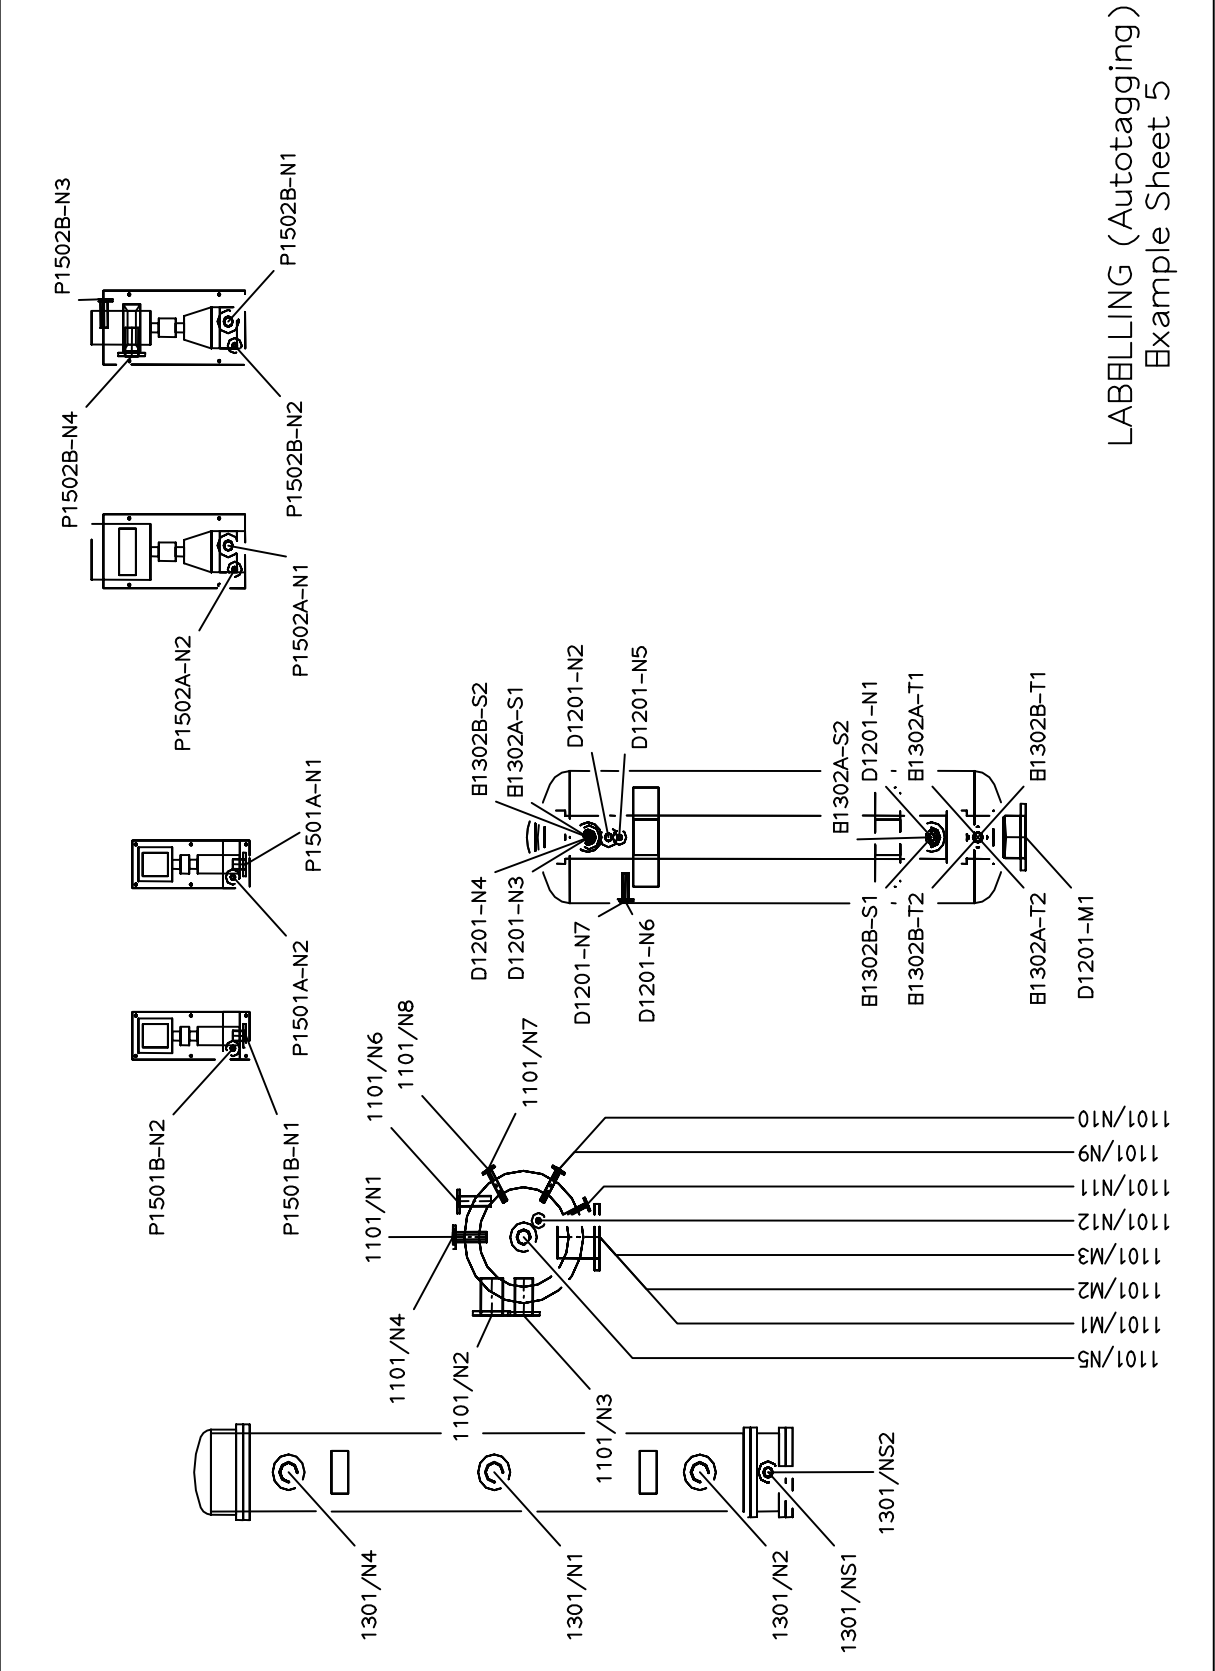 P1502B-N3
P1502B-N4
P1501B-N2
P1502A-N2
P1502B-N1
P1501B-N1
P1501A-N2
P1501A-N1
P1502A-N1
P1502B-N2
1301/N4
1101/N1
1101/N6
1101/N4
1101/N8
1101/N2
D1201-N4
E1302B-S2
D1201-N3
E1302A-S1
1101/N7
1301/N1
D1201-N7
D1201-N2
1101/N3
D1201-N6
D1201-N5
1301/N2
1301/NS1
E1302A-S2
E1302B-S1
D1201-N1
1301/NS2
E1302B-T2
E1302A-T1
E1302A-T2
E1302B-T1
D1201-M1
1101/N5
1101/M1
1101/M2
1101/M3
1101/N12
1101/N11
1101/N9
1101/N10
LABELLING (Autotagging)
Example Sheet 5